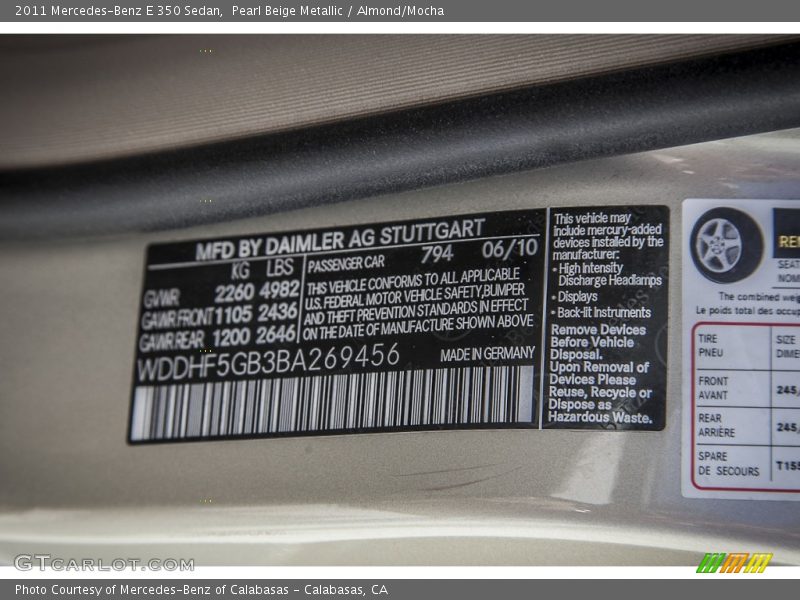 2011 Mercedes-Benz E 350 Sedan, Pearl Beige Metallic / Almond/Mocha
MFD BY DAIMLER AG STUTTGART
KG LBS
GVWR 2260 4982
GAWR FRONT 1105 2436
GAWR REAR 1200 2646
PASSENGER CAR 794 06/10
THIS VEHICLE CONFORMS TO ALL APPLICABLE
U.S. FEDERAL MOTOR VEHICLE SAFETY, BUMPER
AND THEFT PREVENTION STANDARDS IN EFFECT
ON THE DATE OF MANUFACTURE SHOWN ABOVE
WDDHF5GB3BA269456 MADE IN GERMANY
This vehicle may
include mercury-added
devices installed by the
manufacturer:
• High Intensity
Discharge Headlamps
• Displays
• Back-lit Instruments
Remove Devices
Before Vehicle
Disposal.
Upon Removal of
Devices Please
Reuse, Recycle or
Dispose as
Hazardous Waste.
The combined
Le poids total des
TIRE SIZE
PNEU
FRONT 245
AVANT
REAR 245
ARRIÈRE
SPARE
DE SECOURS
GTCARLOT.COM
Photo Courtesy of Mercedes-Benz of Calabasas - Calabasas, CA